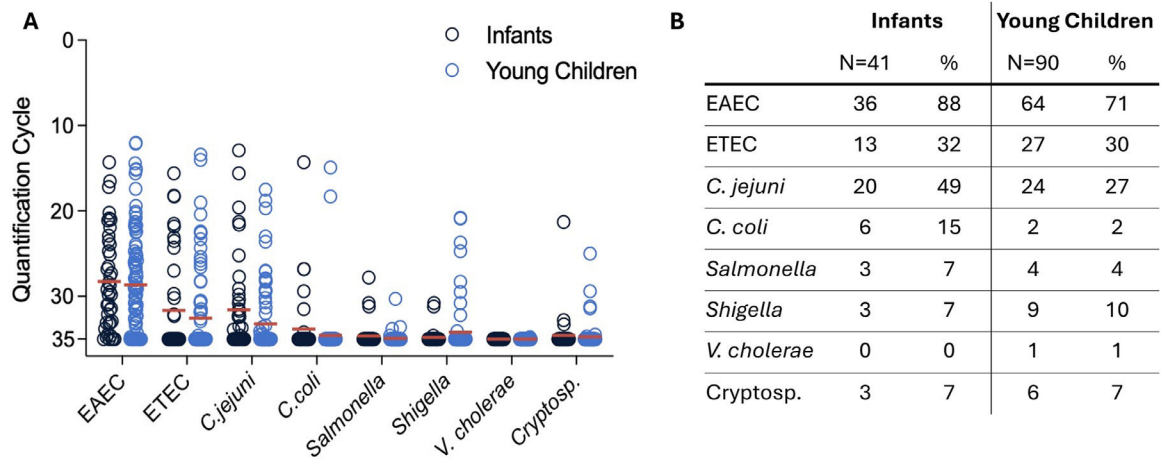 A
Quantification Cycle
0
10
20
30
35
Infants
Young Children
EAEC
ETEC
C.jejuni
C.coli
Salmonella
Shigella
V. cholerae
Cryptosp.
B
Infants Young Children
N=41 % N=90 %
EAEC 36 88 64 71
ETEC 13 32 27 30
C. jejuni 20 49 24 27
C. coli 6 15 2 2
Salmonella 3 7 4 4
Shigella 3 7 9 10
V. cholerae 0 0 1 1
Cryptosp. 3 7 6 7